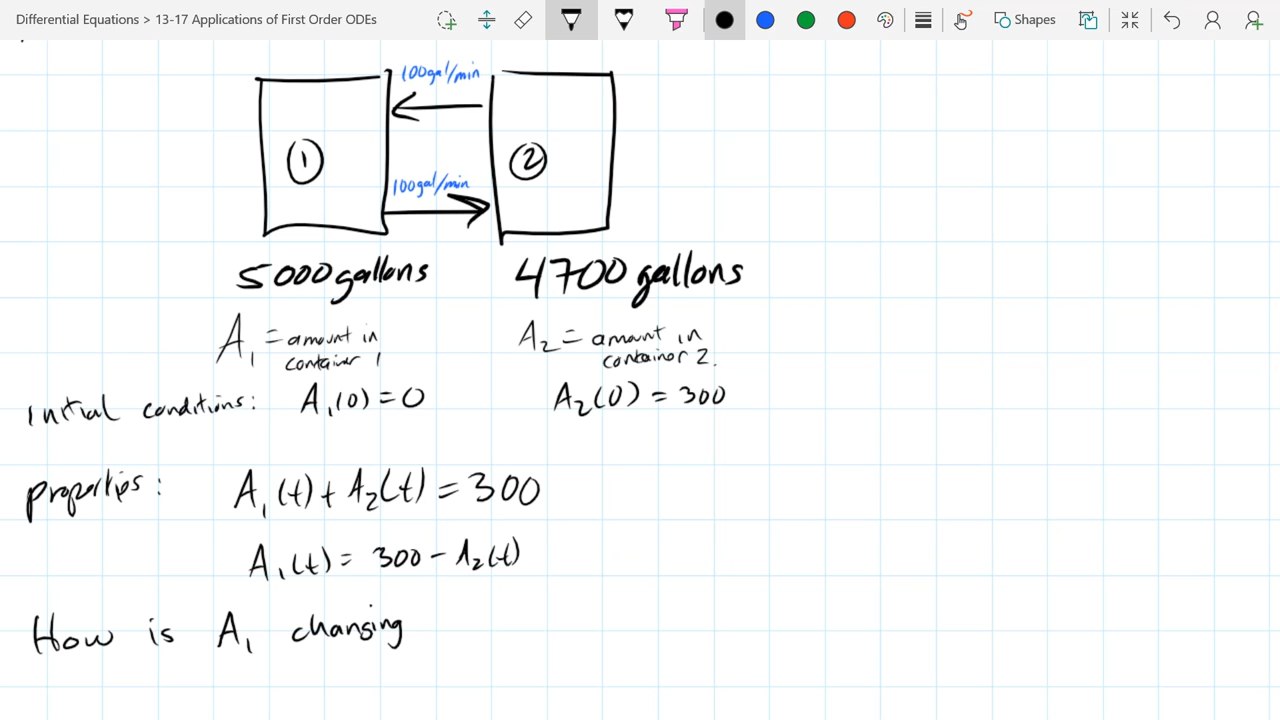 Differential Equations > 13-17 Applications of First Order ODEs
Shapes
100gal/min
1
2
100gal/min
5000 gallons
4700 gallons
A₁ = amount in
container 1
A₂ = amount in
container 2.
Initial conditions: A₁(0) = 0
A₂(0) = 300
properties: A₁(t) + A₂(t) = 300
A₁(t) = 300 - A₂(t)
How is A₁ changing